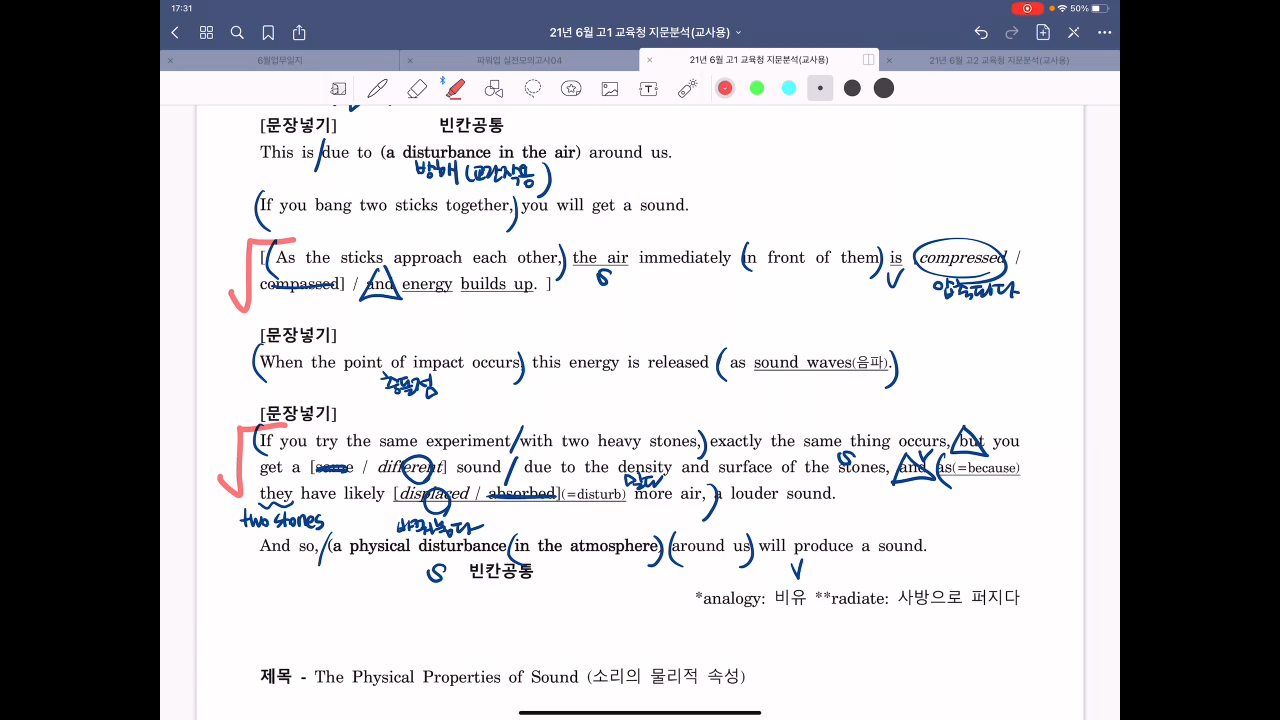 17:31
50%
21년 6월 고1 교육청 지문분석(교사용)
6월업무일지
파워업 실전모의고사04
21년 6월 고1 교육청 지문분석(교사용)
21년 6월 고2 교육청 지문분석(교사용)
[문장넣기] 빈칸공통
This is due to (a disturbance in the air) around us.
방해 (교란작용)
If you bang two sticks together, you will get a sound.
[ As the sticks approach each other, the air immediately in front of them is [compressed /
S V
compassed] / and energy builds up. ]
압축되다
[문장넣기]
When the point of impact occurs, this energy is released as sound waves(음파).
충돌점
[문장넣기]
If you try the same experiment with two heavy stones, exactly the same thing occurs, but you
S V
get a [same / different] sound due to the density and surface of the stones, and as(=because)
밀도
they have likely [displaced / absorbed](=disturb) more air, a louder sound.
two stones
바꿔놓다
And so, (a physical disturbance in the atmosphere) around us will produce a sound.
S 빈칸공통 V
*analogy: 비유 **radiate: 사방으로 퍼지다
제목 - The Physical Properties of Sound (소리의 물리적 속성)